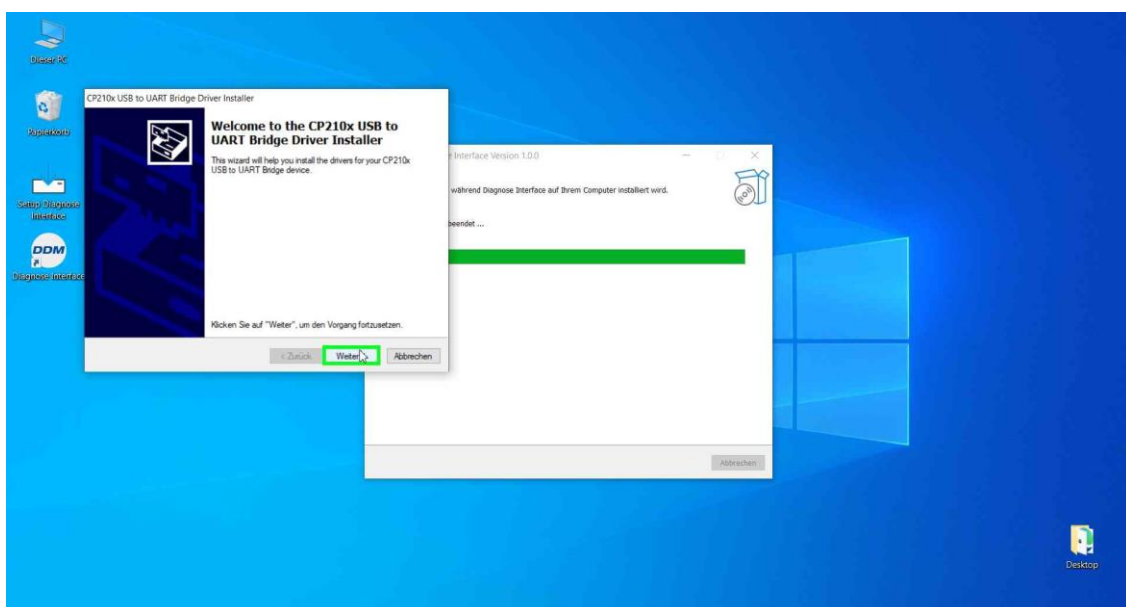 Dieser PC
Papierkorb
Setup Diagnose
Interface
DDM
Diagnose Interface
CP210x USB to UART Bridge Driver Installer
Welcome to the CP210x USB to
UART Bridge Driver Installer
This wizard will help you install the drivers for your CP210x
USB to UART Bridge device.
Klicken Sie auf "Weiter", um den Vorgang fortzusetzen.
< Zurück
Weiter >
Abbrechen
Interface Version 1.0.0
während Diagnose Interface auf Ihrem Computer installiert wird.
beendet ...
Abbrechen
Desktop